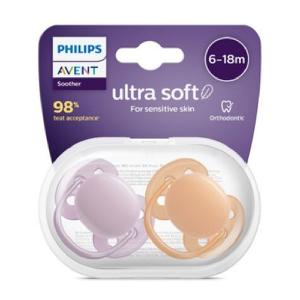 PHILIPS
AVENT
Soother
6-18m
ultra soft
98%
teat acceptance
For sensitive skin
Orthodontic